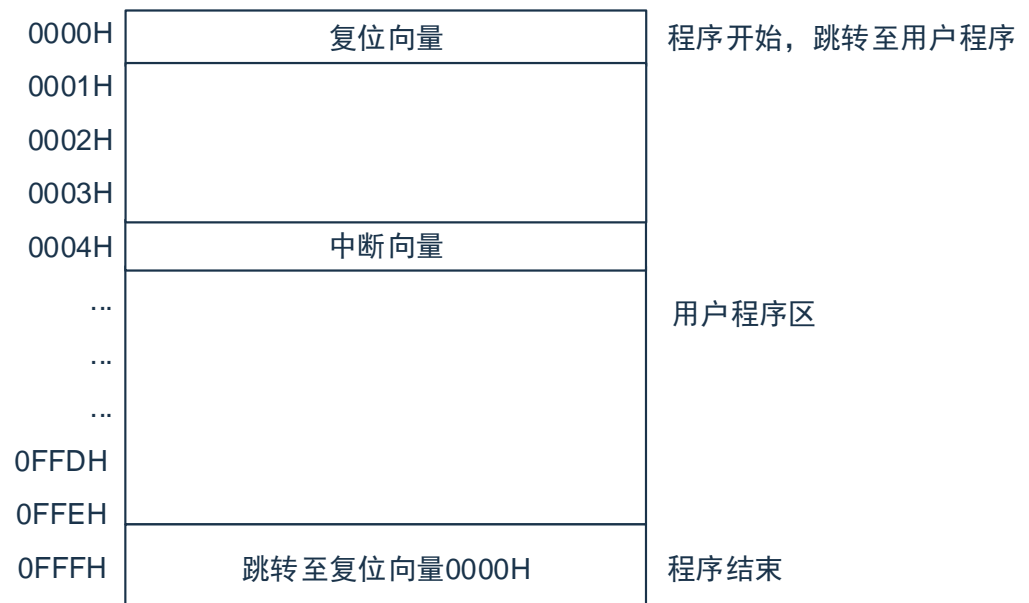 0000H 复位向量 程序开始，跳转至用户程序
0001H
0002H
0003H
0004H 中断向量
... 用户程序区
...
...
0FFDH
0FFEH
0FFFH 跳转至复位向量0000H 程序结束